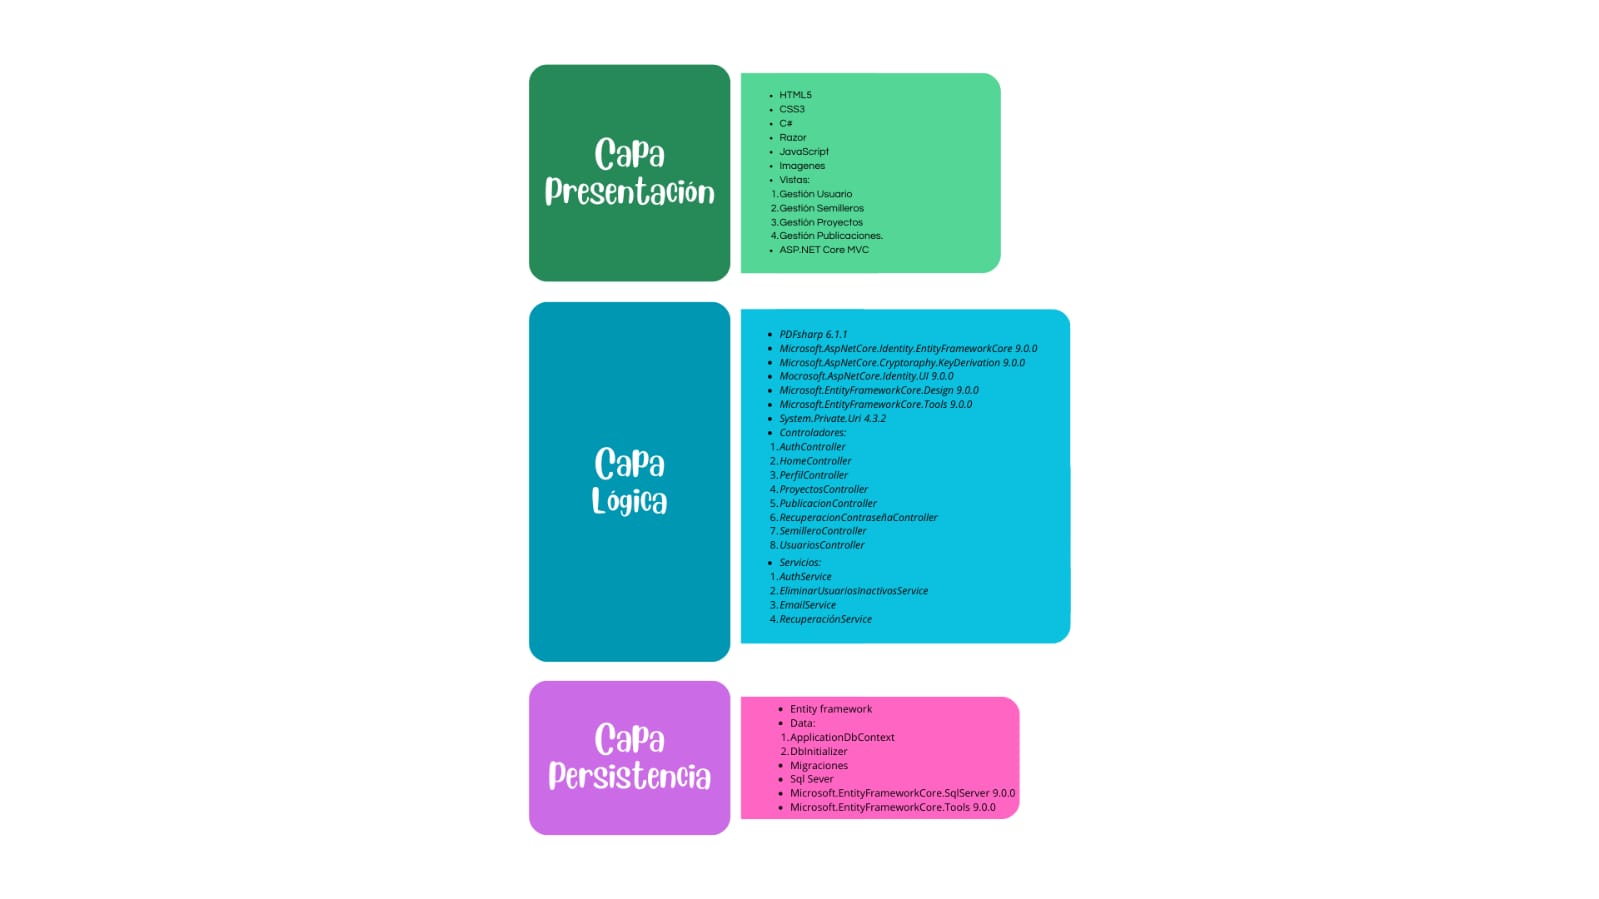 Capa
Presentación
• HTML5
• CSS3
• C#
• Razor
• JavaScript
• Imagenes
• Vistas:
1.Gestión Usuario
2.Gestión Semilleros
3.Gestión Proyectos
4.Gestión Publicaciones.
• ASP.NET Core MVC
Capa
Lógica
• PDFsharp 6.1.1
• Microsoft.AspNetCore.Identity.EntityFrameworkCore 9.0.0
• Microsoft.AspNetCore.Cryptoraphy.KeyDerivation 9.0.0
• Mocrosoft.AspNetCore.Identity.UI 9.0.0
• Microsoft.EntityFrameworkCore.Design 9.0.0
• Microsoft.EntityFrameworkCore.Tools 9.0.0
• System.Private.Uri 4.3.2
• Controladores:
1.AuthController
2.HomeController
3.PerfilController
4.ProyectosController
5.PublicacionController
6.RecuperacionContraseñaController
7.SemilleroController
8.UsuariosController
• Servicios:
1.AuthService
2.EliminarUsuariosInactivosService
3.EmailService
4.RecuperaciónService
Capa
Persistencia
• Entity framework
• Data:
1.ApplicationDbContext
2.DbInitializer
• Migraciones
• Sql Sever
• Microsoft.EntityFrameworkCore.SqlServer 9.0.0
• Microsoft.EntityFrameworkCore.Tools 9.0.0